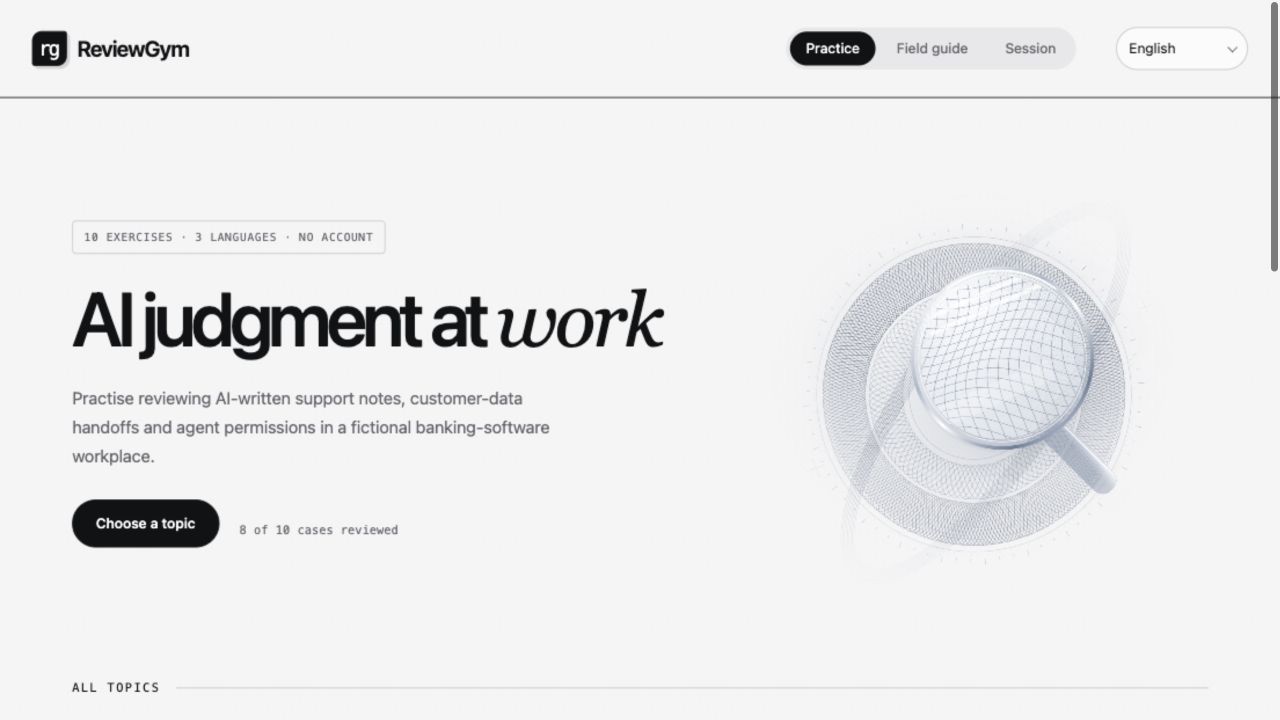 rg ReviewGym
Practice Field guide Session English
10 EXERCISES · 3 LANGUAGES · NO ACCOUNT
AI judgment at work
Practise reviewing AI-written support notes, customer-data
handoffs and agent permissions in a fictional banking-software
workplace.
Choose a topic 8 of 10 cases reviewed
ALL TOPICS